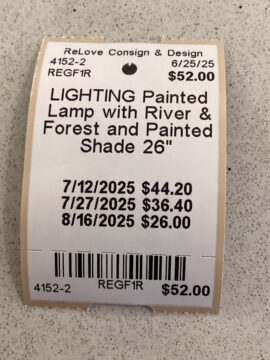 ReLove Consign & Design
4152-2 6/25/25
REGF1R $52.00
LIGHTING Painted
Lamp with River &
Forest and Painted
Shade 26"
7/12/2025 $44.20
7/27/2025 $36.40
8/16/2025 $26.00
REGF1R
4152-2 $52.00